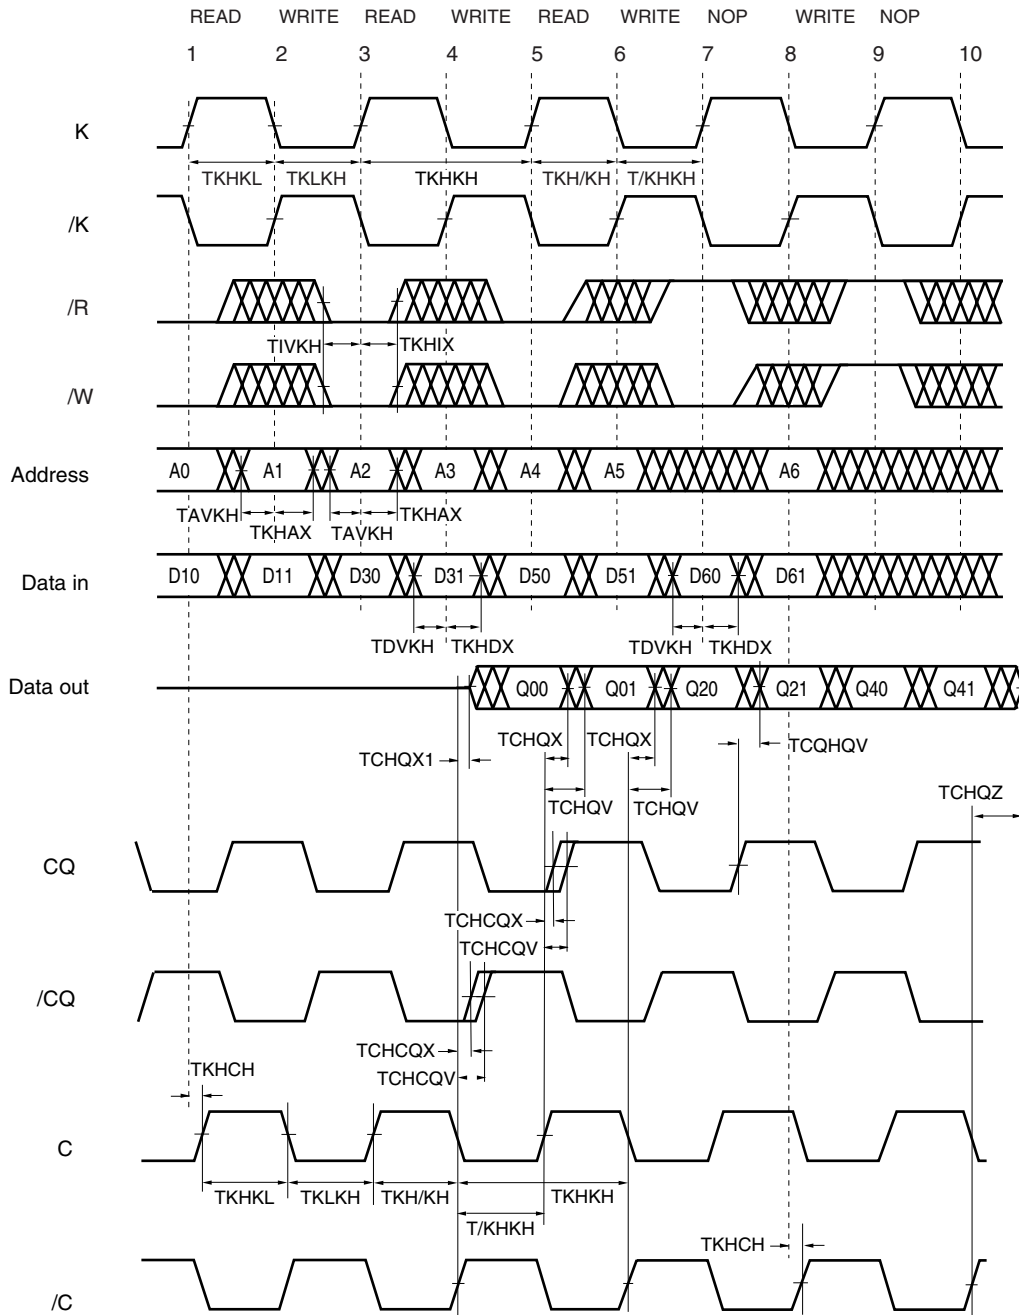 READ WRITE READ WRITE READ WRITE NOP WRITE NOP
1 2 3 4 5 6 7 8 9 10
K
TKHKL TKLKH TKHKH TKH/KH T/KHKH
/K
/R
TIVKH TKHIX
/W
Address A0 A1 A2 A3 A4 A5 A6
TAVKH TKHAX TAVKH TKHAX
Data in D10 D11 D30 D31 D50 D51 D60 D61
TDVKH TKHDX TDVKH TKHDX
Data out Q00 Q01 Q20 Q21 Q40 Q41
TCHQX1 TCHQX TCHQX TCQHQV
TCHQV TCHQV TCHQZ
CQ
TCHCQX
TCHCQV
/CQ
TCHCQX
TCHCQV
TKHCH
C
TKHKL TKLKH TKH/KH TKHKH
T/KHKH
TKHCH
/C